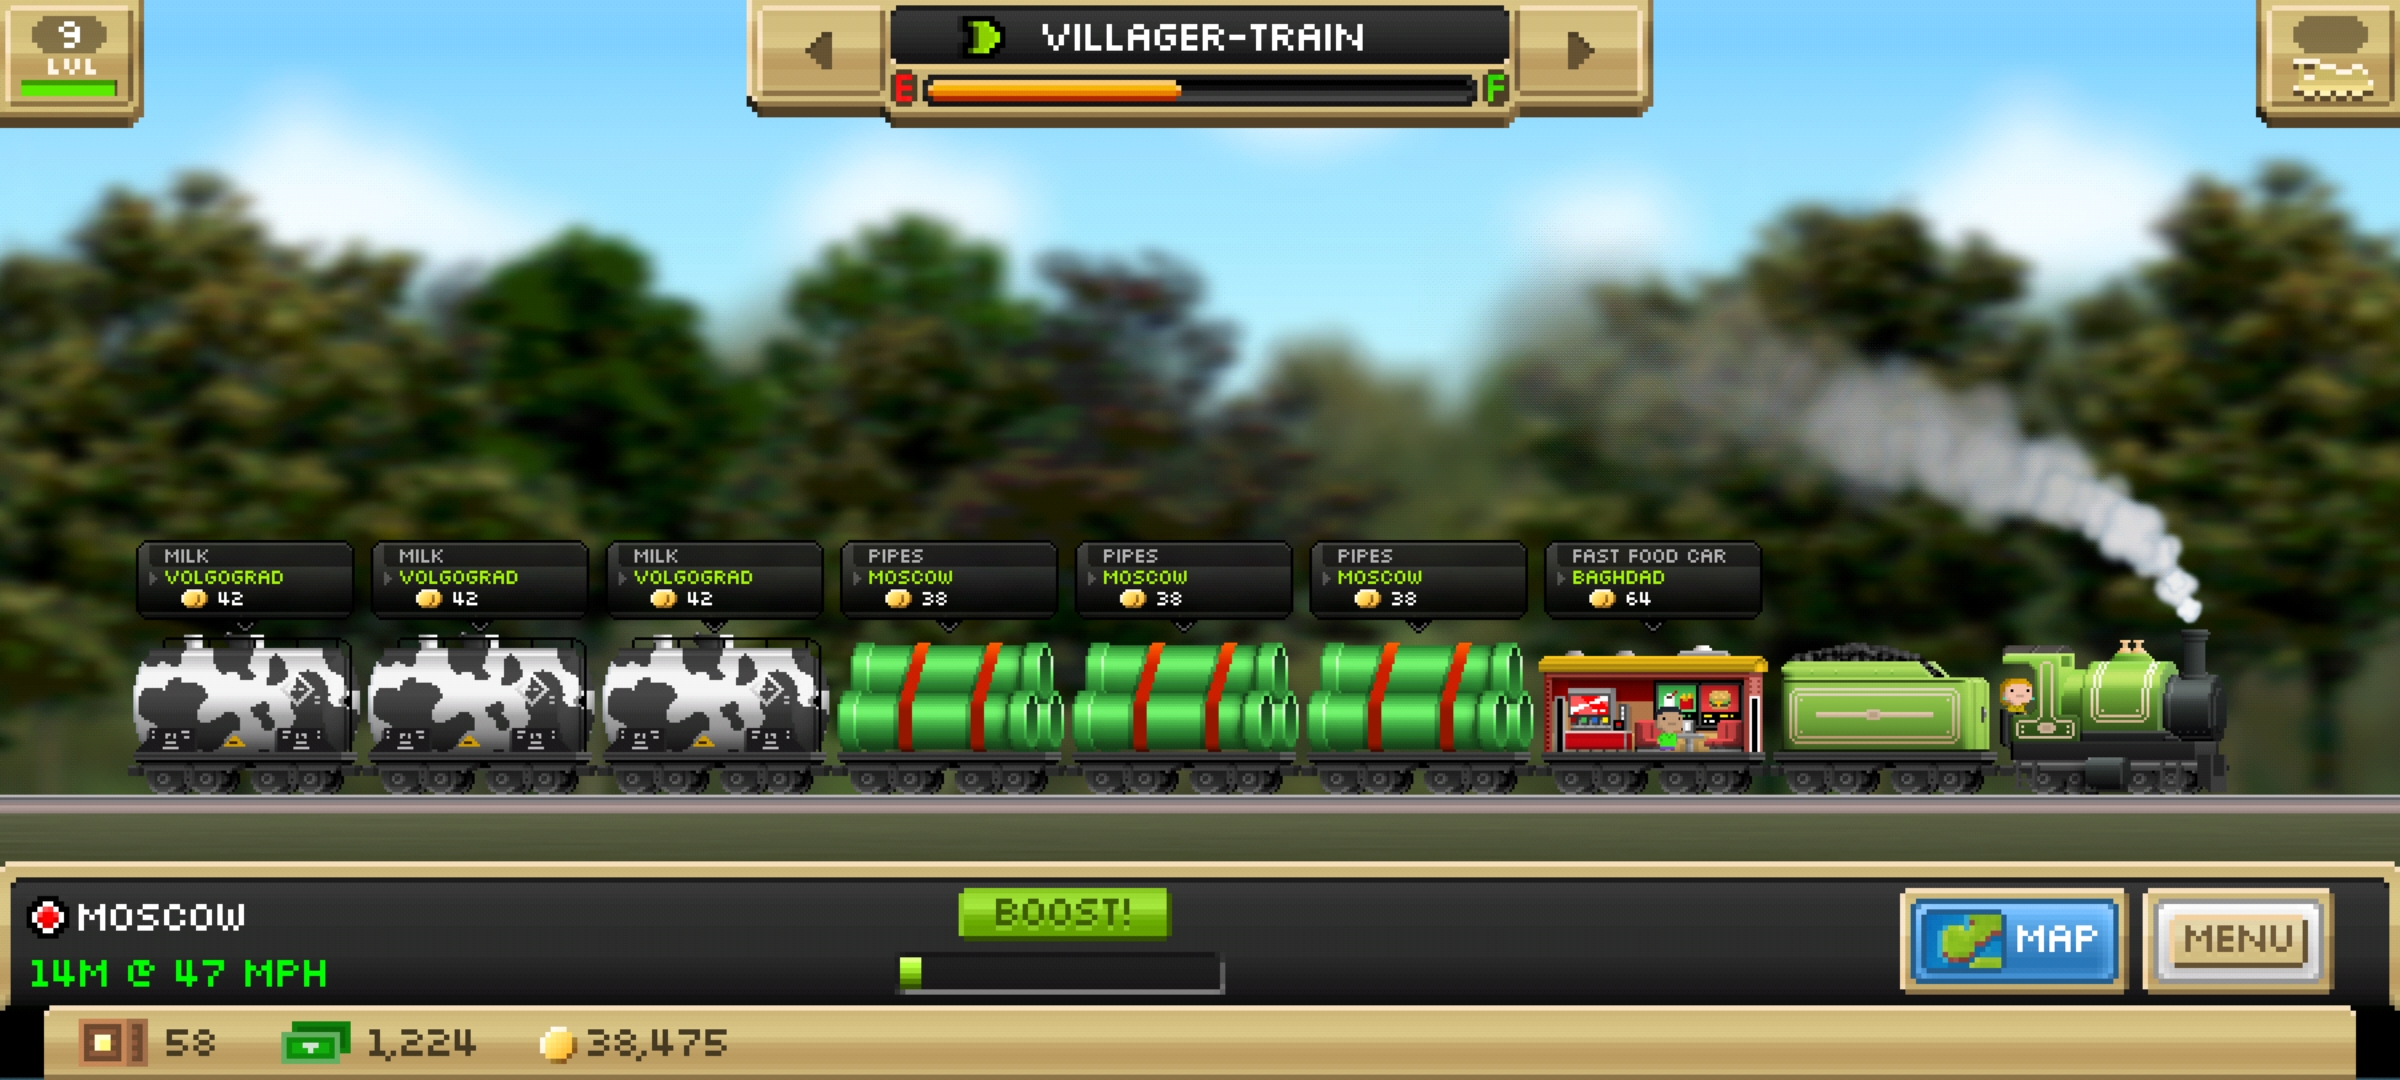 9
LVL
VILLAGER-TRAIN
E F
MILK
VOLGOGRAD
42
MILK
VOLGOGRAD
42
MILK
VOLGOGRAD
42
PIPES
MOSCOW
38
PIPES
MOSCOW
38
PIPES
MOSCOW
38
FAST FOOD CAR
BAGHDAD
64
MOSCOW
14M @ 47 MPH
BOOST!
MAP
MENU
58
1,224
38,475